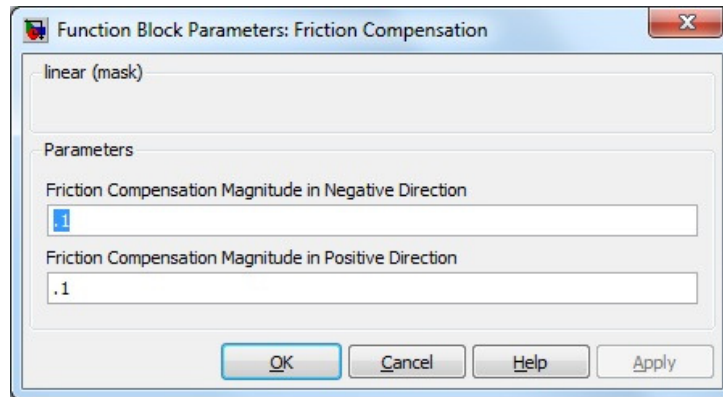 Function Block Parameters: Friction Compensation
linear (mask)
Parameters
Friction Compensation Magnitude in Negative Direction
.1
Friction Compensation Magnitude in Positive Direction
.1
OK Cancel Help Apply